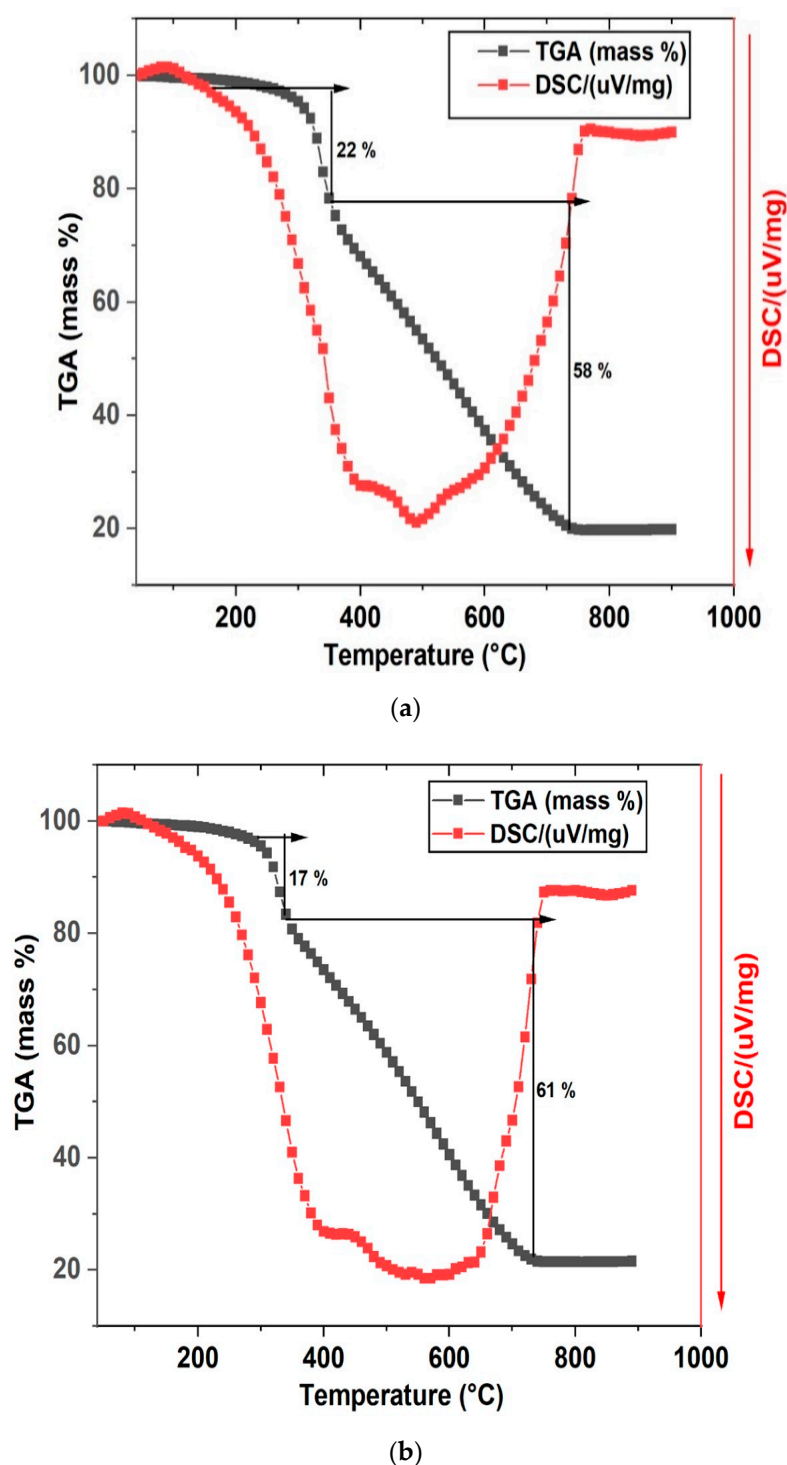 TGA (mass %)
DSC/(uV/mg)
100
80
60
40
20
22 %
58 %
TGA (mass %)
DSC/(uV/mg)
200
400
600
800
1000
Temperature (°C)
(a)
TGA (mass %)
DSC/(uV/mg)
100
80
60
40
20
17 %
61 %
TGA (mass %)
DSC/(uV/mg)
200
400
600
800
1000
Temperature (°C)
(b)